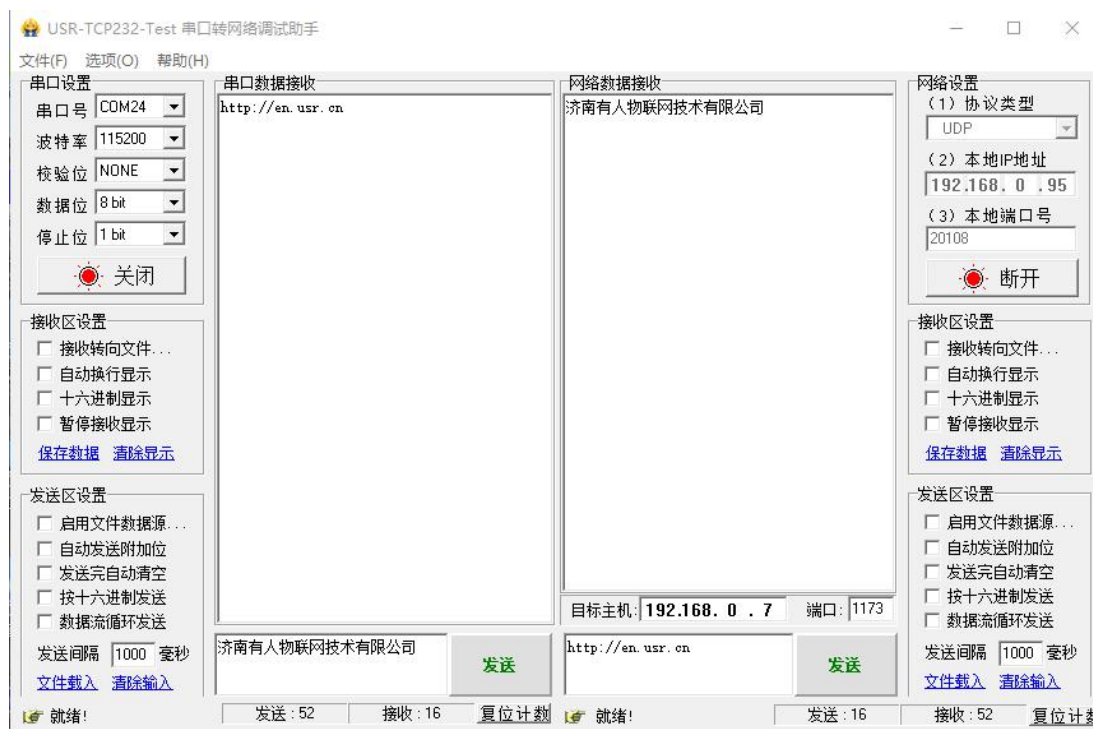 USR-TCP232-Test 串口转网络调试助手
文件(F) 选项(O) 帮助(H)
串口设置
串口号 COM24
波特率 115200
校验位 NONE
数据位 8 bit
停止位 1 bit
关闭
接收区设置
接收转向文件...
自动换行显示
十六进制显示
暂停接收显示
保存数据 清除显示
发送区设置
启用文件数据源...
自动发送附加位
发送完自动清空
按十六进制发送
数据流循环发送
发送间隔 1000 毫秒
文件载入 清除输入
就绪!
串口数据接收
http://en.usr.cn
济南有人物联网技术有限公司
发送
发送 : 52 接收 : 16 复位计数
网络数据接收
济南有人物联网技术有限公司
目标主机: 192.168. 0 . 7 端口: 1173
http://en.usr.cn
发送
就绪! 发送 : 16 接收 : 52 复位计数
网络设置
(1) 协议类型
UDP
(2) 本地IP地址
192.168. 0 .95
(3) 本地端口号
20108
断开
接收区设置
接收转向文件...
自动换行显示
十六进制显示
暂停接收显示
保存数据 清除显示
发送区设置
启用文件数据源...
自动发送附加位
发送完自动清空
按十六进制发送
数据流循环发送
发送间隔 1000 毫秒
文件载入 清除输入